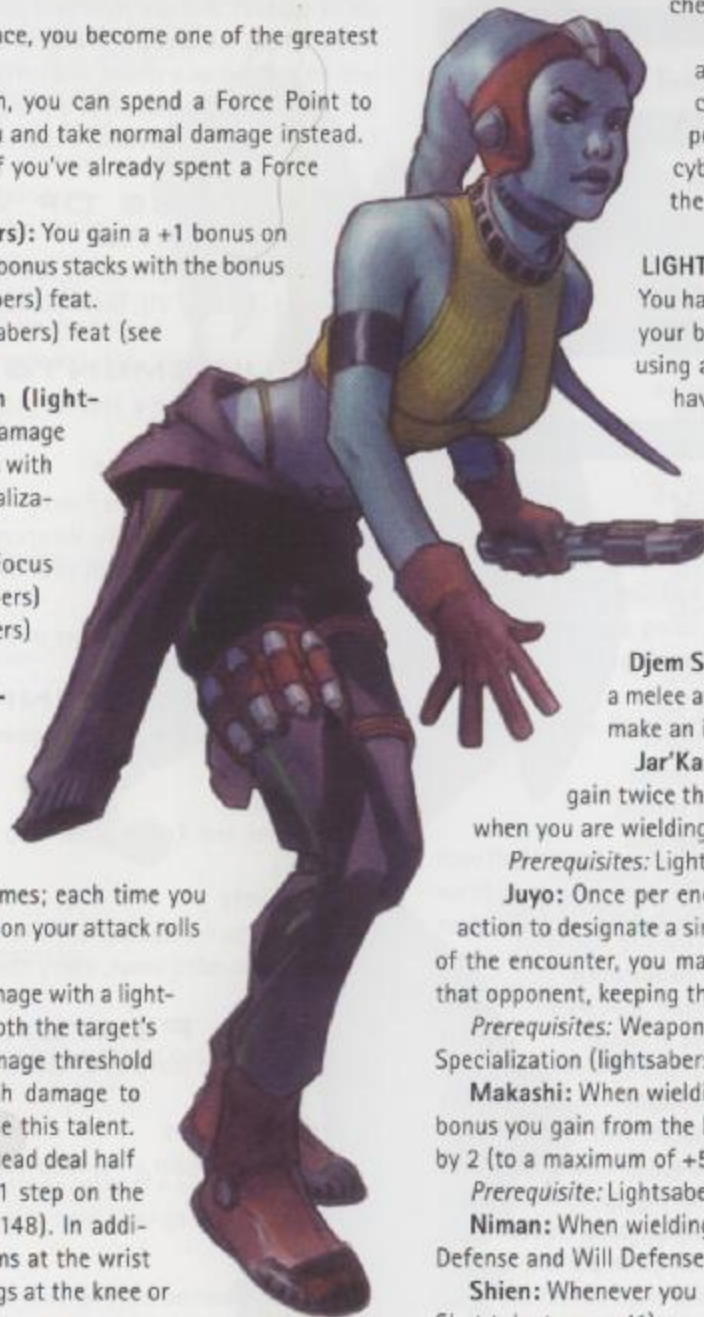 nce, you become one of the greatest
n, you can spend a Force Point to
n and take normal damage instead.
f you've already spent a Force
rs): You gain a +1 bonus on
bonus stacks with the bonus
bers) feat.
sabers) feat (see
n (light-
amage
with
aliza-
ocus
ers)
ers)
-
mes; each time you
on your attack rolls
mage with a light-
oth the target's
mage threshold
h damage to
e this talent.
ead deal half
1 step on the
148). In addi-
ms at the wrist
gs at the knee or
che
a
c
p
cyb
the
LIGHT
You ha
your b
using a
hav
Djem S
a melee a
make an i
Jar'Ka
gain twice th
when you are wielding
Prerequisites: Light
Juyo: Once per en
action to designate a sin
of the encounter, you ma
that opponent, keeping th
Prerequisites: Weapon
Specialization (lightsaber
Makashi: When wieldi
bonus you gain from the
by 2 (to a maximum of +5
Prerequisite: Lightsabe
Niman: When wielding
Defense and Will Defense
Shien: Whenever you